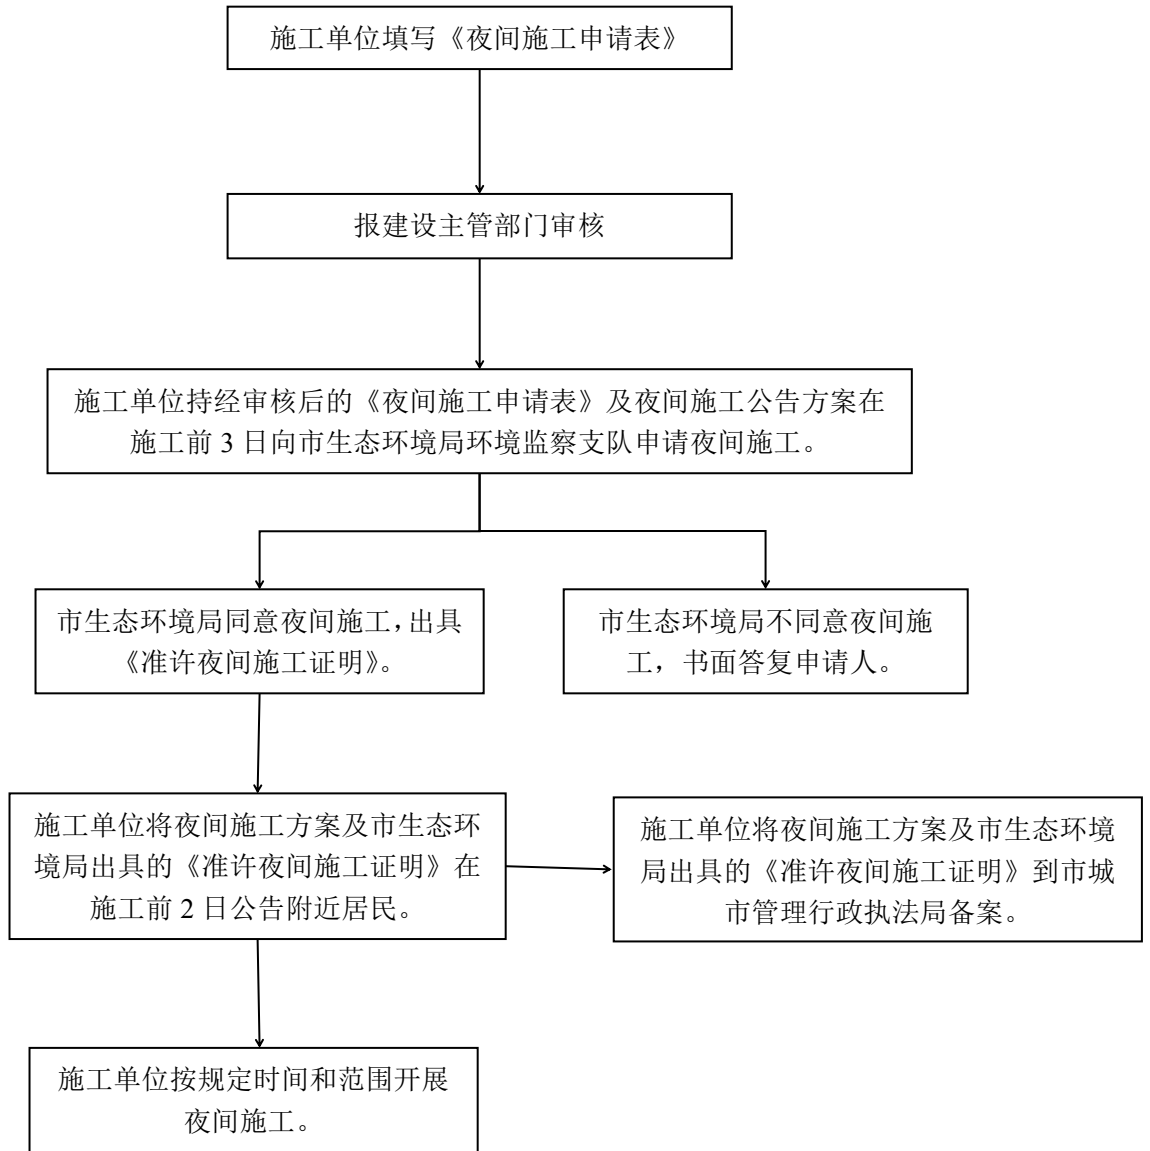 施工单位填写《夜间施工申请表》
报建设主管部门审核
施工单位持经审核后的《夜间施工申请表》及夜间施工公告方案在
施工前 3 日向市生态环境局环境监察支队申请夜间施工。
市生态环境局同意夜间施工，出具
《准许夜间施工证明》。
市生态环境局不同意夜间施
工，书面答复申请人。
施工单位将夜间施工方案及市生态环
境局出具的《准许夜间施工证明》在
施工前 2 日公告附近居民。
施工单位将夜间施工方案及市生态环境
局出具的《准许夜间施工证明》到市城
市管理行政执法局备案。
施工单位按规定时间和范围开展
夜间施工。